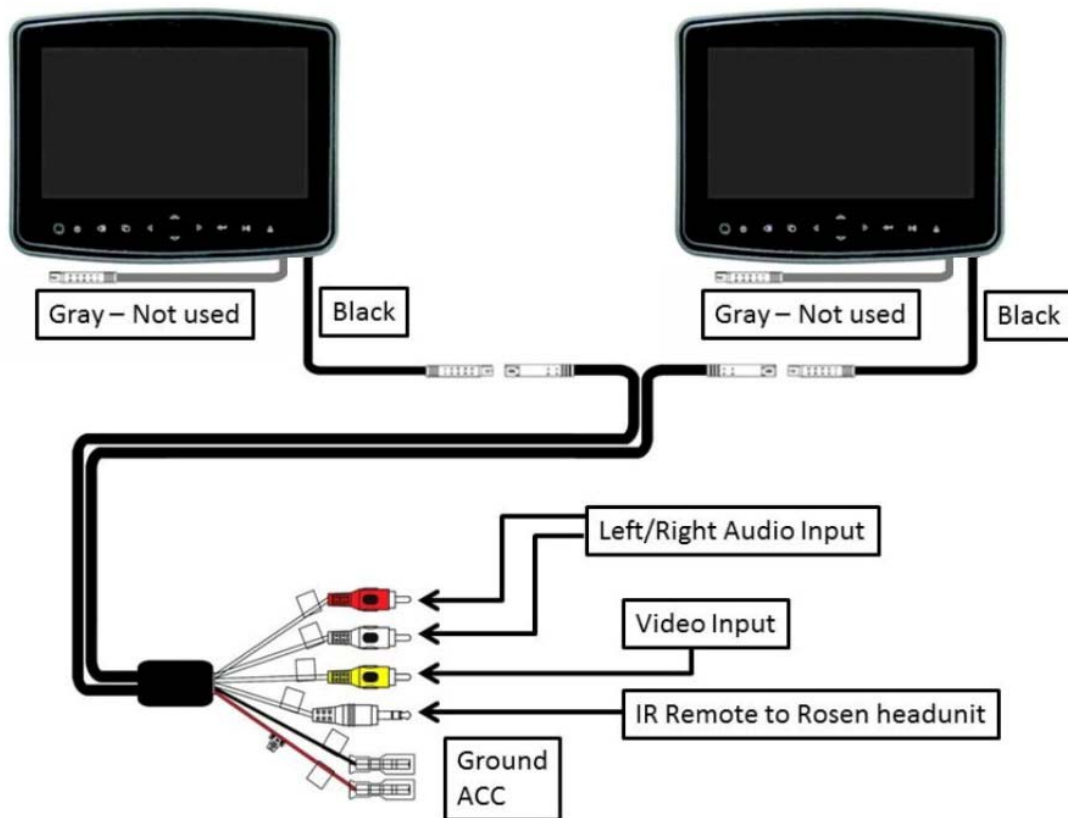 Gray – Not used
Black
Gray – Not used
Black
Left/Right Audio Input
Video Input
IR Remote to Rosen headunit
Ground
ACC